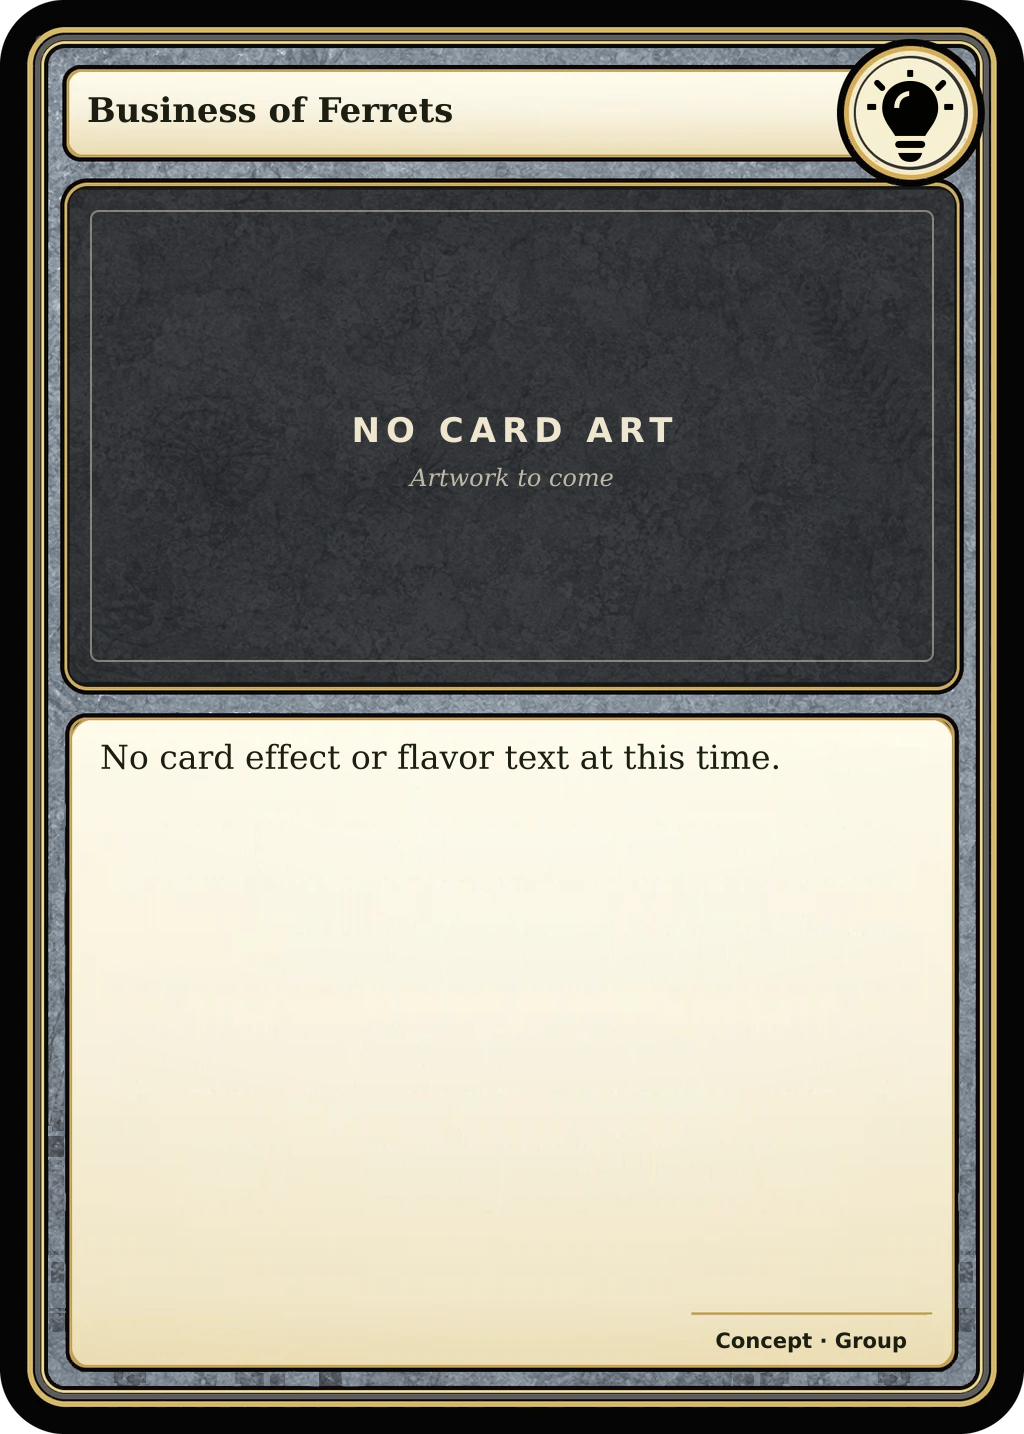 Business of Ferrets
NO CARD ART
Artwork to come
No card effect or flavor text at this time.
Concept · Group